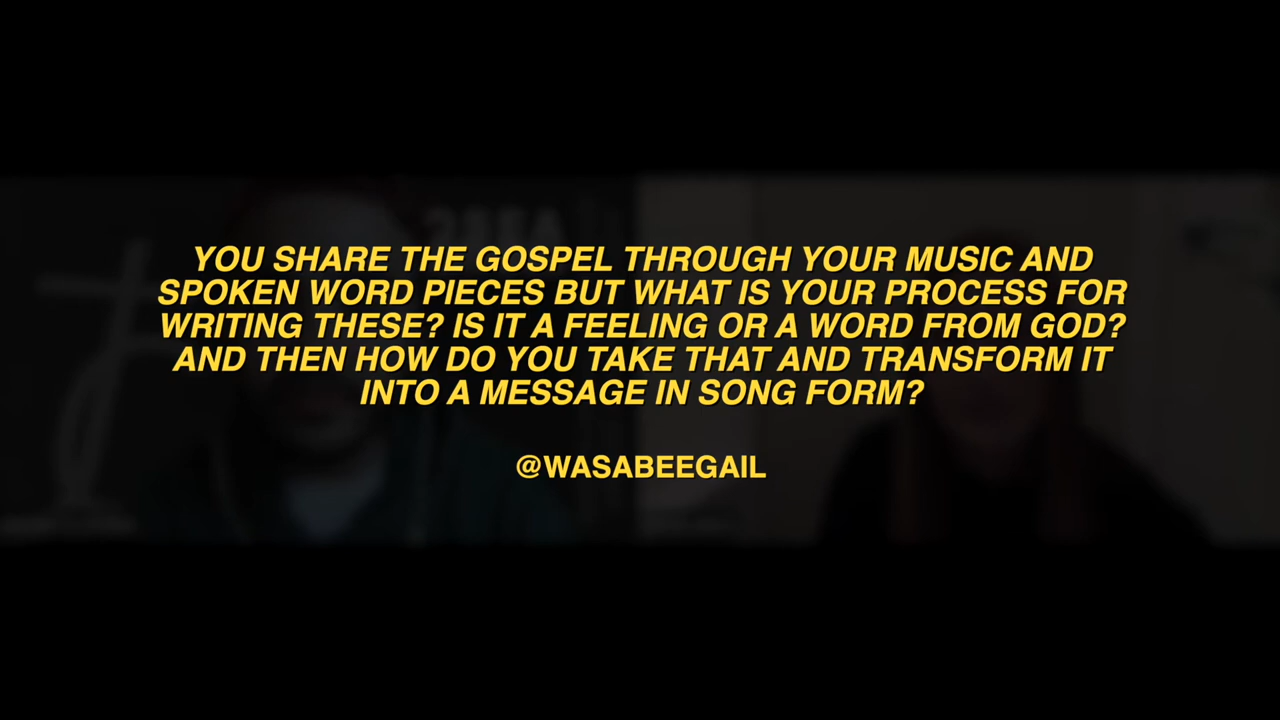 YOU SHARE THE GOSPEL THROUGH YOUR MUSIC AND
SPOKEN WORD PIECES BUT WHAT IS YOUR PROCESS FOR
WRITING THESE? IS IT A FEELING OR A WORD FROM GOD?
AND THEN HOW DO YOU TAKE THAT AND TRANSFORM IT
INTO A MESSAGE IN SONG FORM?
@WASABEEGAIL